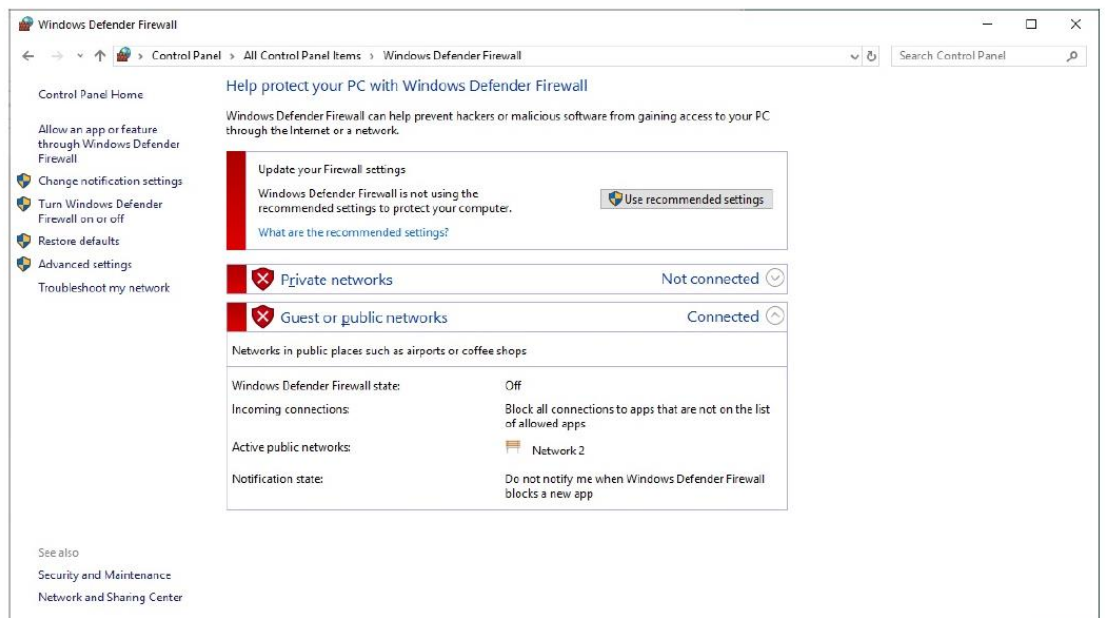 Windows Defender Firewall
Control Panel > All Control Panel Items > Windows Defender Firewall
Search Control Panel
Control Panel Home
Allow an app or feature
through Windows Defender
Firewall
Change notification settings
Turn Windows Defender
Firewall on or off
Restore defaults
Advanced settings
Troubleshoot my network
Help protect your PC with Windows Defender Firewall
Windows Defender Firewall can help prevent hackers or malicious software from gaining access to your PC
through the Internet or a network.
Update your Firewall settings
Windows Defender Firewall is not using the
recommended settings to protect your computer.
Use recommended settings
What are the recommended settings?
Private networks Not connected
Guest or public networks Connected
Networks in public places such as airports or coffee shops
Windows Defender Firewall state: Off
Incoming connections: Block all connections to apps that are not on the list
of allowed apps
Active public networks: Network 2
Notification state: Do not notify me when Windows Defender Firewall
blocks a new app
See also
Security and Maintenance
Network and Sharing Center